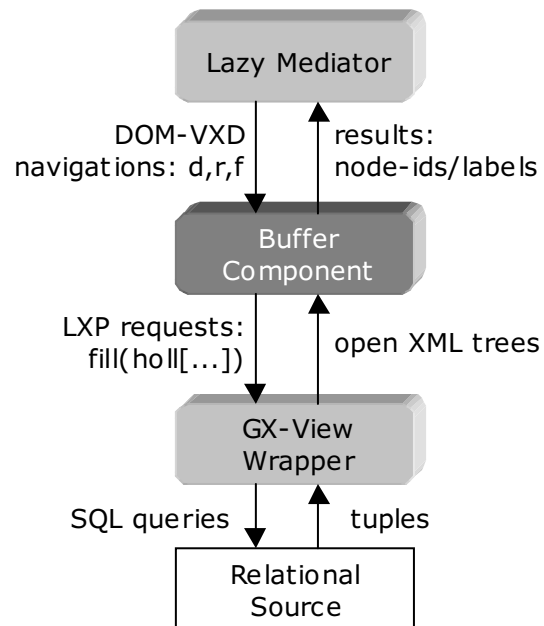 Lazy Mediator
DOM-VXD
navigations: d,r,f
results:
node-ids/labels
Buffer
Component
LXP requests:
fill(holl[...])
open XML trees
GX-View
Wrapper
SQL queries
tuples
Relational
Source